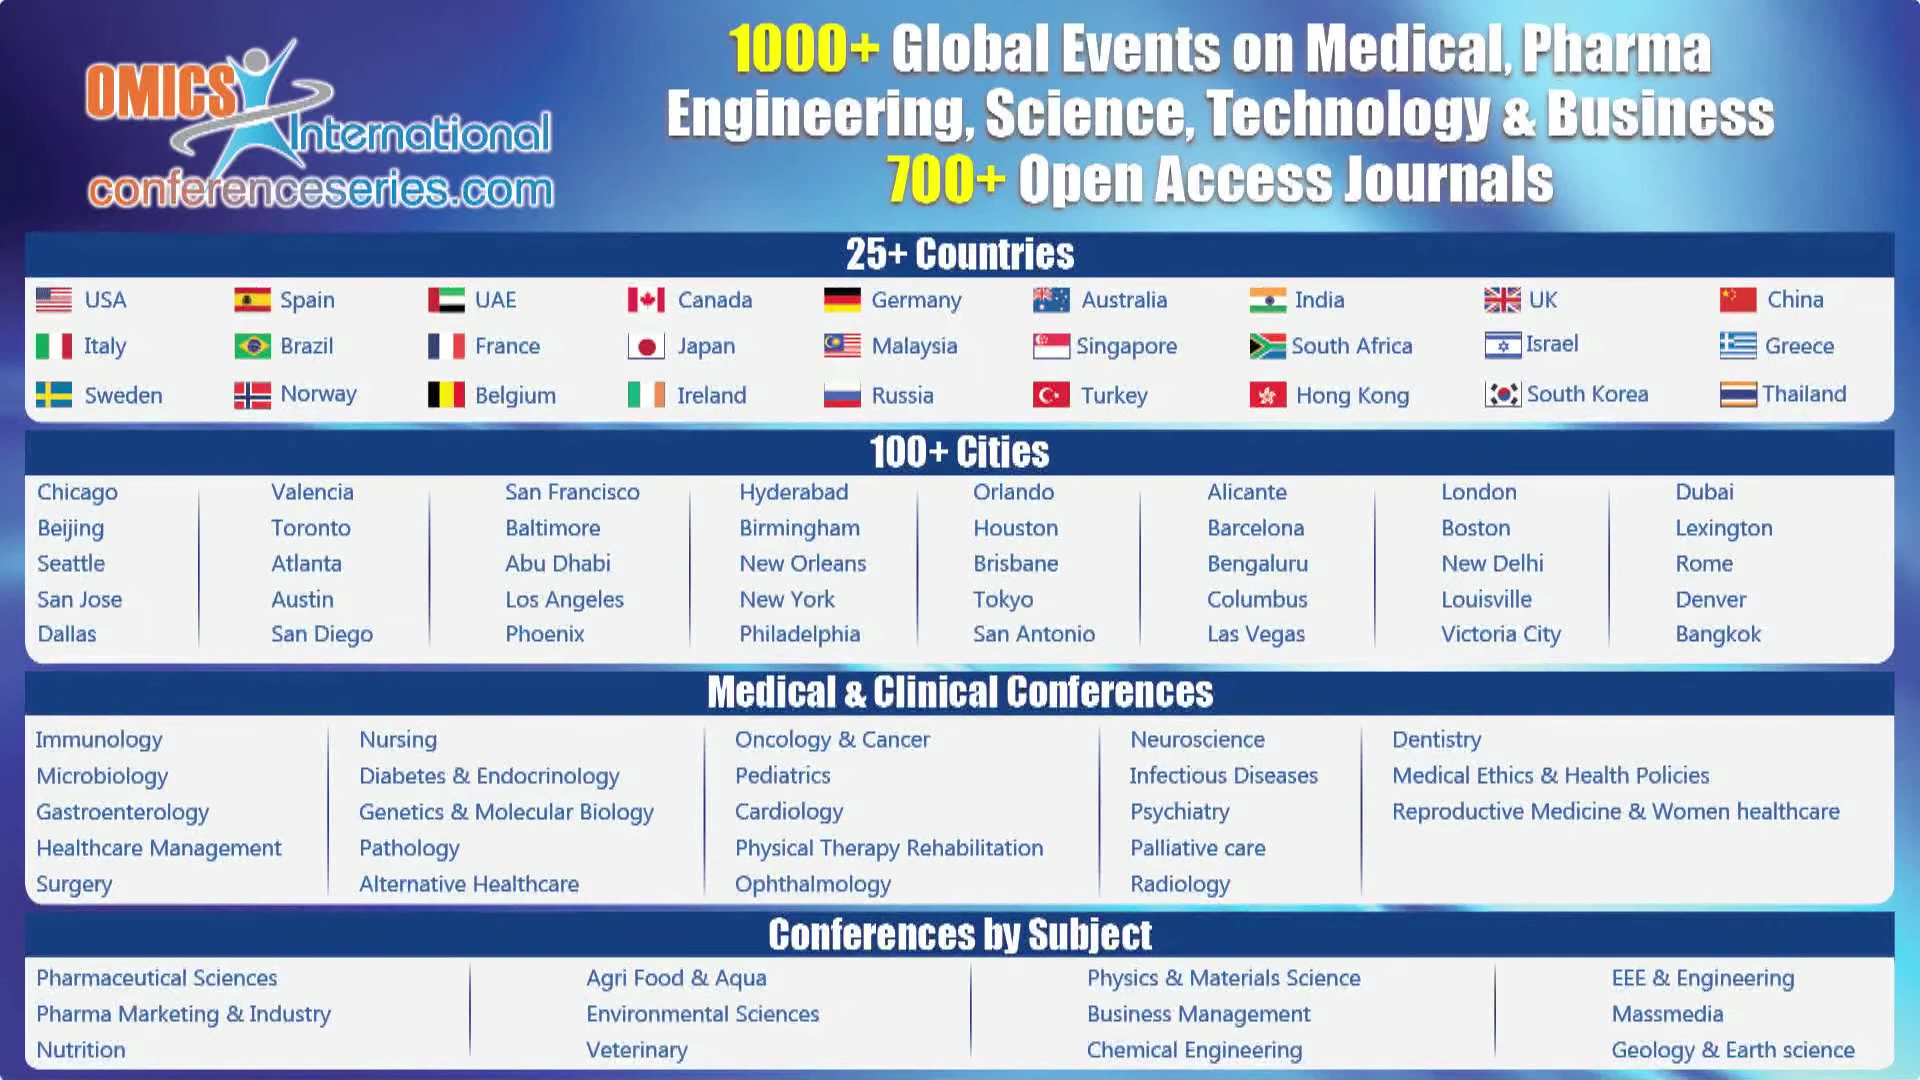 OMICS
International
conferenceseries.com
1000+ Global Events on Medical, Pharma
Engineering, Science, Technology & Business
700+ Open Access Journals
25+ Countries
USA Spain UAE Canada Germany Australia India UK China
Italy Brazil France Japan Malaysia Singapore South Africa Israel Greece
Sweden Norway Belgium Ireland Russia Turkey Hong Kong South Korea Thailand
100+ Cities
Chicago Valencia San Francisco Hyderabad Orlando Alicante London Dubai
Beijing Toronto Baltimore Birmingham Houston Barcelona Boston Lexington
Seattle Atlanta Abu Dhabi New Orleans Brisbane Bengaluru New Delhi Rome
San Jose Austin Los Angeles New York Tokyo Columbus Louisville Denver
Dallas San Diego Phoenix Philadelphia San Antonio Las Vegas Victoria City Bangkok
Medical & Clinical Conferences
Immunology Nursing Oncology & Cancer Neuroscience Dentistry
Microbiology Diabetes & Endocrinology Pediatrics Infectious Diseases Medical Ethics & Health Policies
Gastroenterology Genetics & Molecular Biology Cardiology Psychiatry Reproductive Medicine & Women healthcare
Healthcare Management Pathology Physical Therapy Rehabilitation Palliative care
Surgery Alternative Healthcare Ophthalmology Radiology
Conferences by Subject
Pharmaceutical Sciences Agri Food & Aqua Physics & Materials Science EEE & Engineering
Pharma Marketing & Industry Environmental Sciences Business Management Massmedia
Nutrition Veterinary Chemical Engineering Geology & Earth science